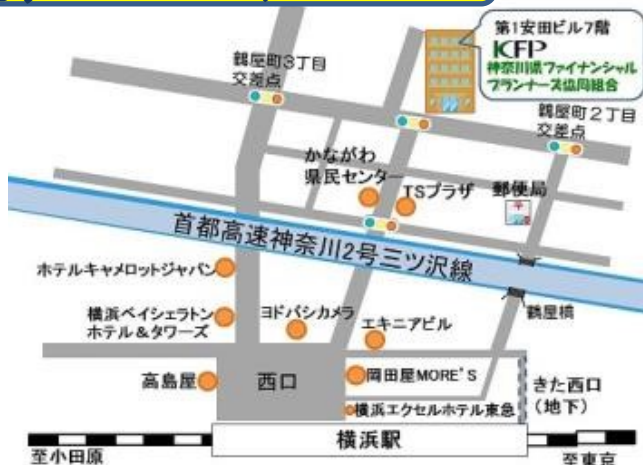 第1安田ビル7階
KFP
神奈川県ファイナンシャル
プランナーズ協同組合
鶴屋町3丁目
交差点
鶴屋町2丁目
交差点
かながわ
県民センター
TSプラザ
郵便局
首都高速神奈川2号三ツ沢線
ホテルキャメロットジャパン
鶴屋橋
横浜ベイシェラトン
ホテル&タワーズ
ヨドバシカメラ
エキニアビル
高島屋
西口
岡田屋MORE'S
きた西口
(地下)
横浜エクセルホテル東急
横浜駅
至小田原
至東京